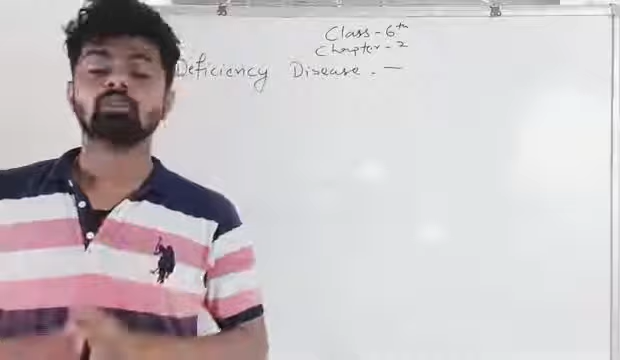 Class - 6th
Chapter - 2
Deficiency Disease. —